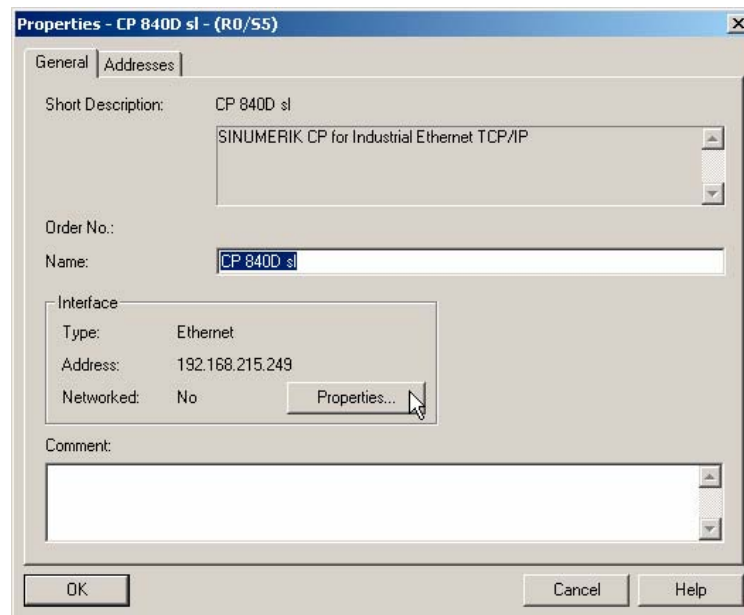 Properties - CP 840D sl - (R0/S5)
General Addresses
Short Description: CP 840D sl
SINUMERIK CP for Industrial Ethernet TCP/IP
Order No.:
Name: CP 840D sl
Interface
Type: Ethernet
Address: 192.168.215.249
Networked: No Properties...
Comment:
OK Cancel Help